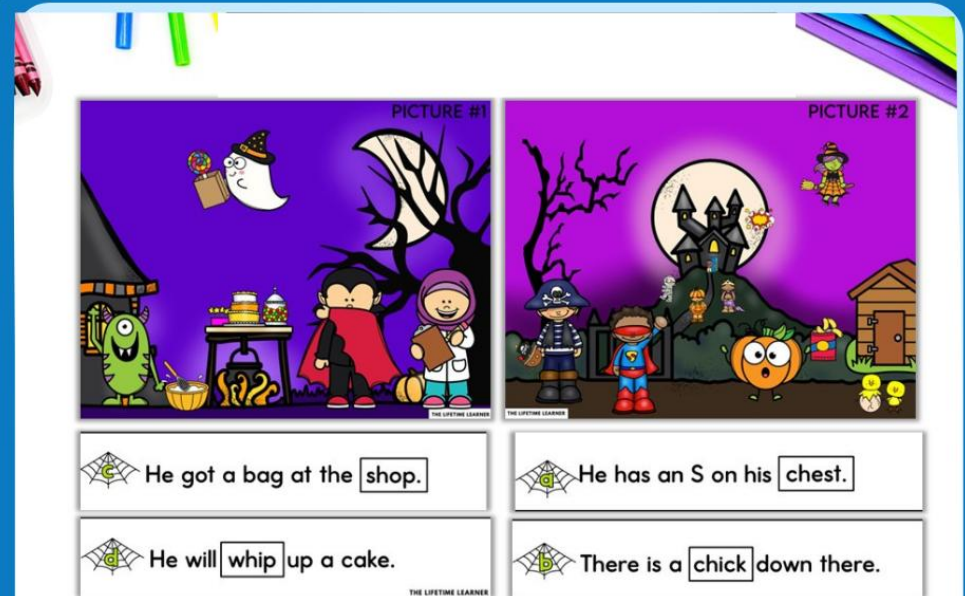 PICTURE #1
PICTURE #2
THE LIFETIME LEARNER
THE LIFETIME LEARNER
c He got a bag at the shop.
a He has an S on his chest.
d He will whip up a cake.
b There is a chick down there.
THE LIFETIME LEARNER